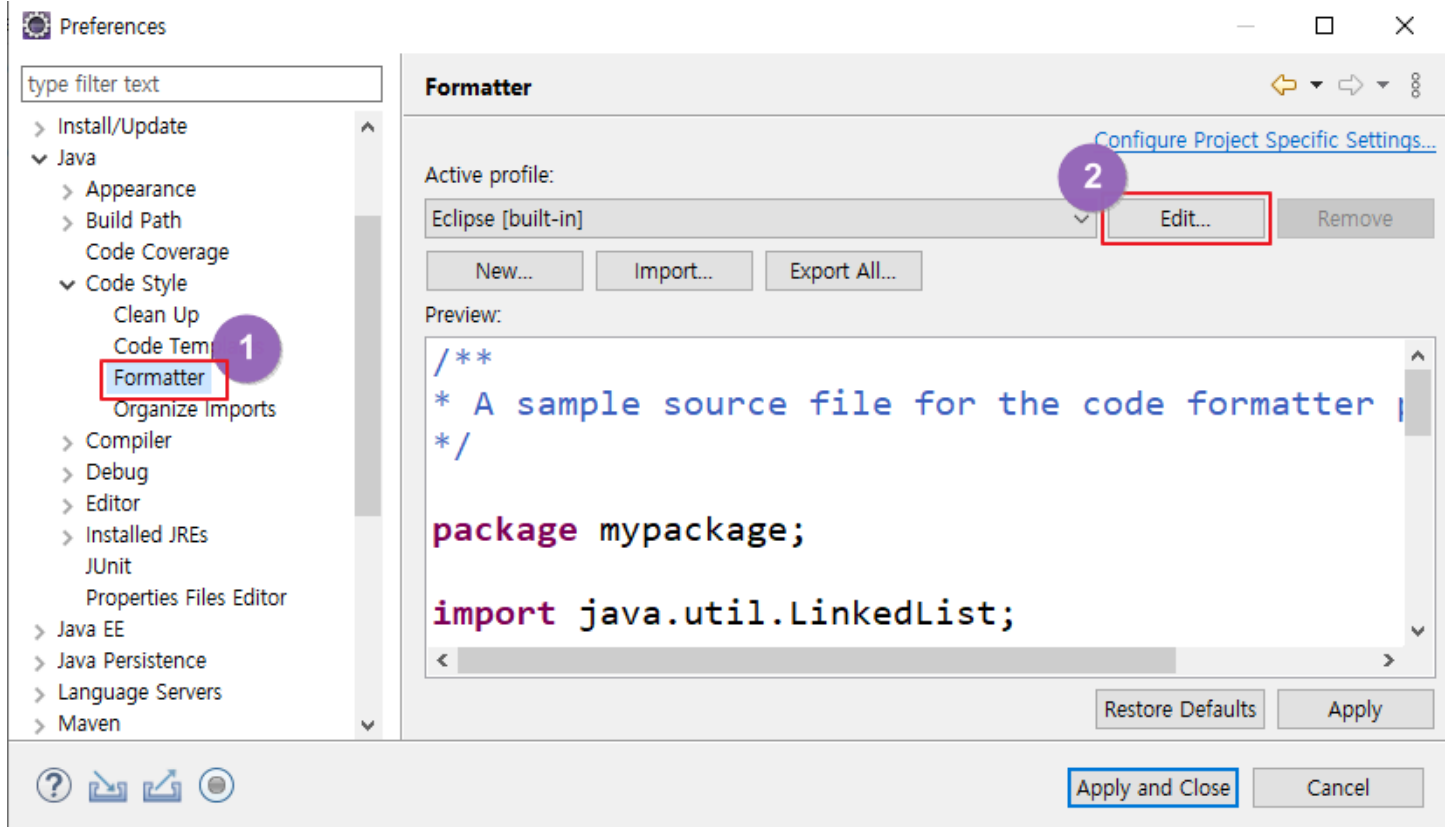 Preferences
type filter text
Install/Update
Java
Appearance
Build Path
Code Coverage
Code Style
Clean Up
Code Temp
1
Formatter
Organize Imports
Compiler
Debug
Editor
Installed JREs
JUnit
Properties Files Editor
Java EE
Java Persistence
Language Servers
Maven
Formatter
Configure Project Specific Settings...
Active profile:
2
Eclipse [built-in]
Edit...
Remove
New...
Import...
Export All...
Preview:
/**
* A sample source file for the code formatter
*/
package mypackage;
import java.util.LinkedList;
Restore Defaults
Apply
?
Apply and Close
Cancel